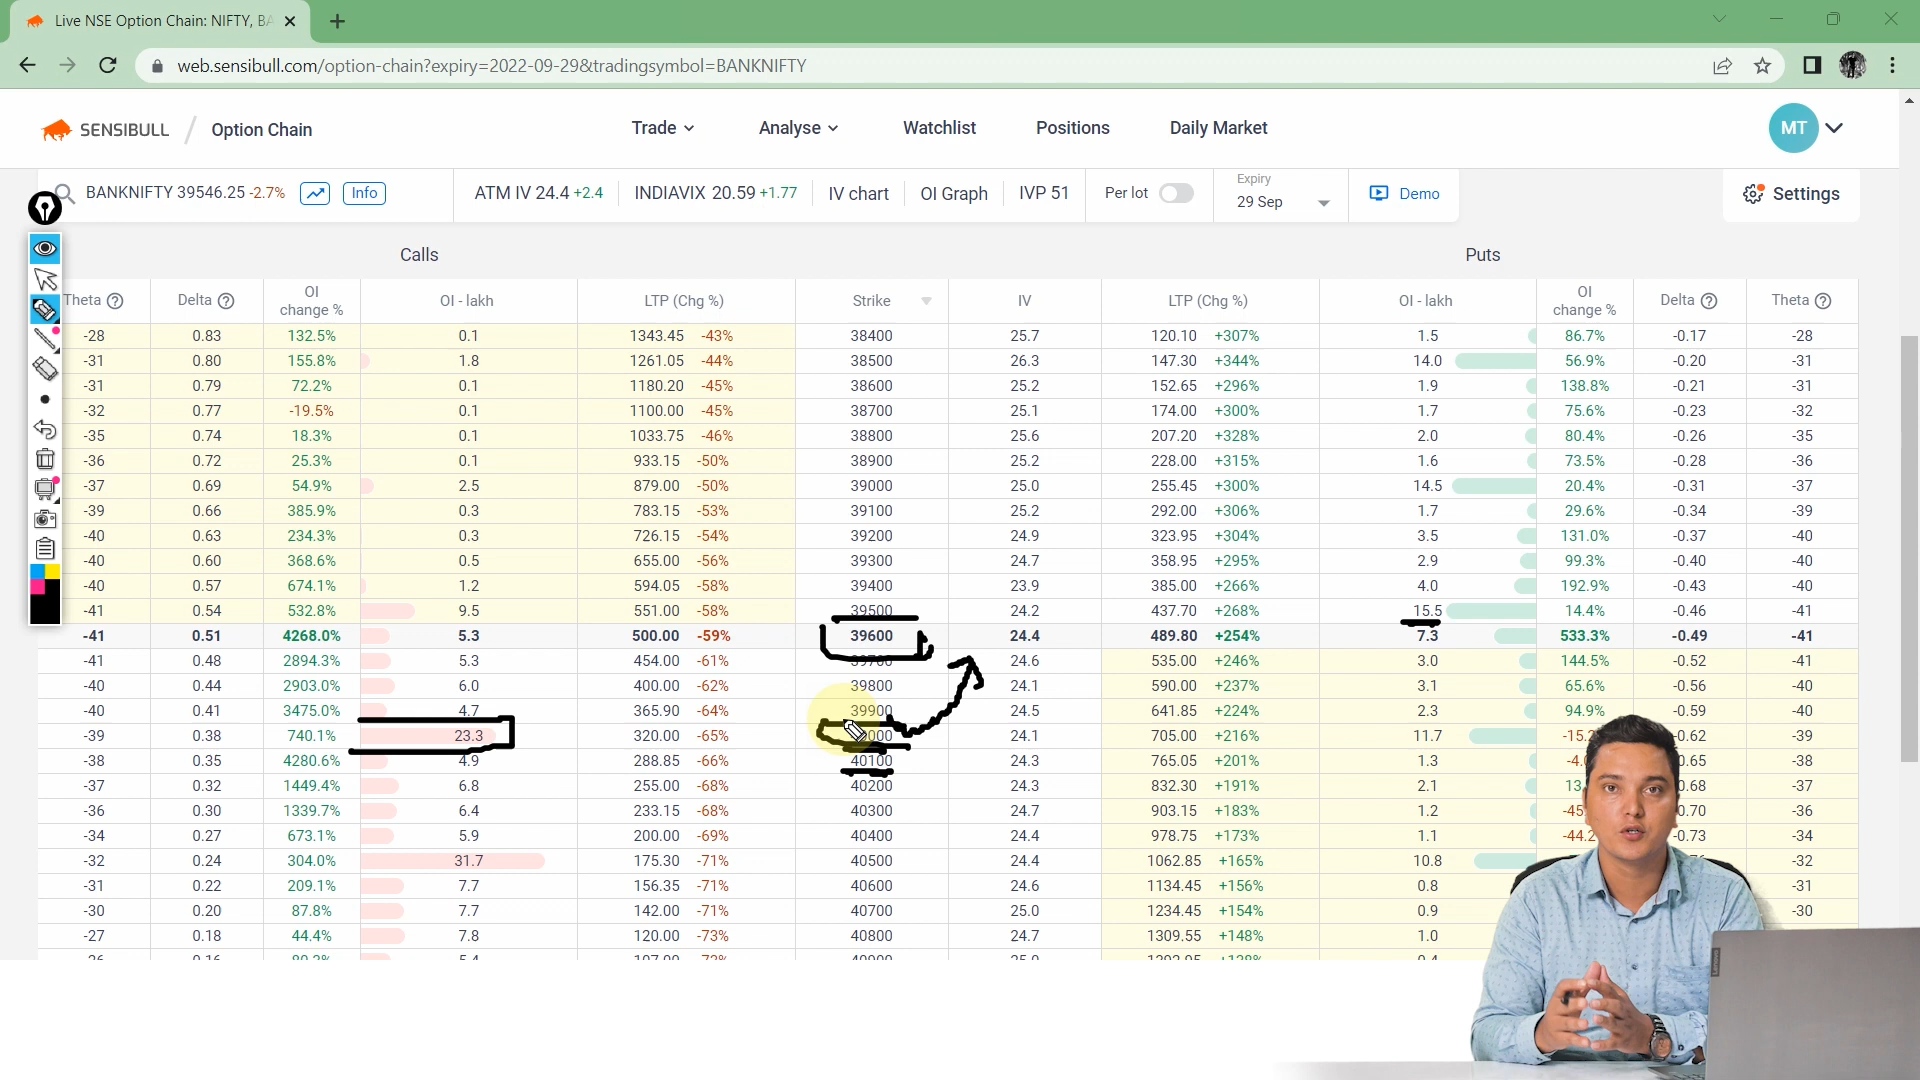 Live NSE Option Chain: NIFTY, BA
web.sensibull.com/option-chain?expiry=2022-09-29&tradingsymbol=BANKNIFTY
SENSIBULL / Option Chain Trade Analyse Watchlist Positions Daily Market MT
BANKNIFTY 39546.25 -2.7% Info ATM IV 24.4 +2.4 INDIAVIX 20.59 +1.77 IV chart OI Graph IVP 51 Per lot Expiry 29 Sep Demo Settings
Calls Puts
Theta Delta OI change % OI - lakh LTP (Chg %) Strike IV LTP (Chg %) OI - lakh OI change % Delta Theta
-28 0.83 132.5% 0.1 1343.45 -43% 38400 25.7 120.10 +307% 1.5 86.7% -0.17 -28
-31 0.80 155.8% 1.8 1261.05 -44% 38500 26.3 147.30 +344% 14.0 56.9% -0.20 -31
-31 0.79 72.2% 0.1 1180.20 -45% 38600 25.2 152.65 +296% 1.9 138.8% -0.21 -31
-32 0.77 -19.5% 0.1 1100.00 -45% 38700 25.1 174.00 +300% 1.7 75.6% -0.23 -32
-35 0.74 18.3% 0.1 1033.75 -46% 38800 25.6 207.20 +328% 2.0 80.4% -0.26 -35
-36 0.72 25.3% 0.1 933.15 -50% 38900 25.2 228.00 +315% 1.6 73.5% -0.28 -36
-37 0.69 54.9% 2.5 879.00 -50% 39000 25.0 255.45 +300% 14.5 20.4% -0.31 -37
-39 0.66 385.9% 0.3 783.15 -53% 39100 25.2 292.00 +306% 1.7 29.6% -0.34 -39
-40 0.63 234.3% 0.3 726.15 -54% 39200 24.9 323.95 +304% 3.5 131.0% -0.37 -40
-40 0.60 368.6% 0.5 655.00 -56% 39300 24.7 358.95 +295% 2.9 99.3% -0.40 -40
-40 0.57 674.1% 1.2 594.05 -58% 39400 23.9 385.00 +266% 4.0 192.9% -0.43 -40
-41 0.54 532.8% 9.5 551.00 -58% 39500 24.2 437.70 +268% 15.5 14.4% -0.46 -41
-41 0.51 4268.0% 5.3 500.00 -59% 39600 24.4 489.80 +254% 7.3 533.3% -0.49 -41
-41 0.48 2894.3% 5.3 454.00 -61% 39700 24.6 535.00 +246% 3.0 144.5% -0.52 -41
-40 0.44 2903.0% 6.0 400.00 -62% 39800 24.1 590.00 +237% 3.1 65.6% -0.56 -40
-40 0.41 3475.0% 4.7 365.90 -64% 39900 24.5 641.85 +224% 2.3 94.9% -0.59 -40
-39 0.38 740.1% 23.3 320.00 -65% 000 24.1 705.00 +216% 11.7 -15.2 -0.62 -39
-38 0.35 4280.6% 4.9 288.85 -66% 40100 24.3 765.05 +201% 1.3 -4. 0.65 -38
-37 0.32 1449.4% 6.8 255.00 -68% 40200 24.3 832.30 +191% 2.1 13. 0.68 -37
-36 0.30 1339.7% 6.4 233.15 -68% 40300 24.7 903.15 +183% 1.2 -45 0.70 -36
-34 0.27 673.1% 5.9 200.00 -69% 40400 24.4 978.75 +173% 1.1 -44.2 -0.73 -34
-32 0.24 304.0% 31.7 175.30 -71% 40500 24.4 1062.85 +165% 10.8 -32
-31 0.22 209.1% 7.7 156.35 -71% 40600 24.6 1134.45 +156% 0.8 -31
-30 0.20 87.8% 7.7 142.00 -71% 40700 25.0 1234.45 +154% 0.9 -30
-27 0.18 44.4% 7.8 120.00 -73% 40800 24.7 1309.55 +148% 1.0